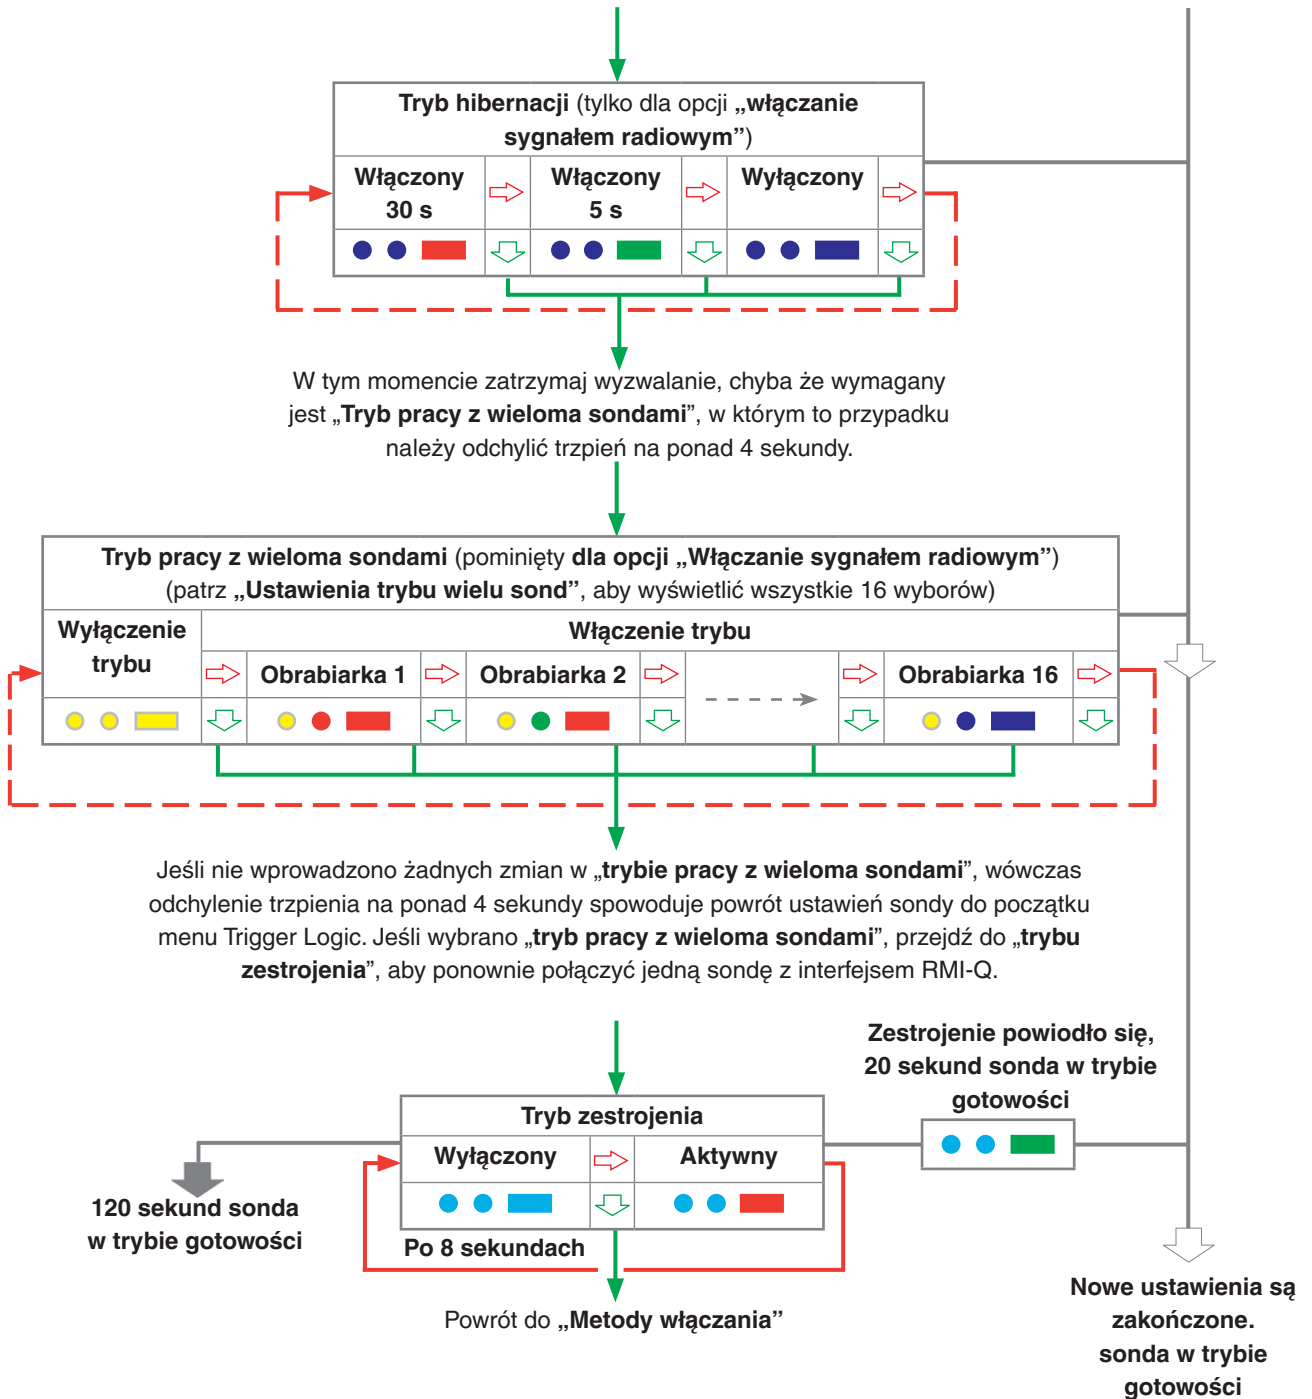 Tryb hibernacji (tylko dla opcji „włączanie
sygnałem radiowym”)
Włączony
30 s
Włączony
5 s
Wyłączony
W tym momencie zatrzymaj wyzwalanie, chyba że wymagany
jest „Tryb pracy z wieloma sondami”, w którym to przypadku
należy odchylić trzpień na ponad 4 sekundy.
Tryb pracy z wieloma sondami (pominięty dla opcji „Włączanie sygnałem radiowym”)
(patrz „Ustawienia trybu wielu sond”, aby wyświetlić wszystkie 16 wyborów)
Wyłączenie
trybu
Włączenie trybu
Obrabiarka 1
Obrabiarka 2
Obrabiarka 16
Jeśli nie wprowadzono żadnych zmian w „trybie pracy z wieloma sondami”, wówczas
odchylenie trzpienia na ponad 4 sekundy spowoduje powrót ustawień sondy do początku
menu Trigger Logic. Jeśli wybrano „tryb pracy z wieloma sondami”, przejdź do „trybu
zestrojenia”, aby ponownie połączyć jedną sondę z interfejsem RMI-Q.
Zestrojenie powiodło się,
20 sekund sonda w trybie
gotowości
Tryb zestrojenia
Wyłączony
Aktywny
120 sekund sonda
w trybie gotowości
Po 8 sekundach
Powrót do „Metody włączania”
Nowe ustawienia są
zakończone.
sonda w trybie
gotowości